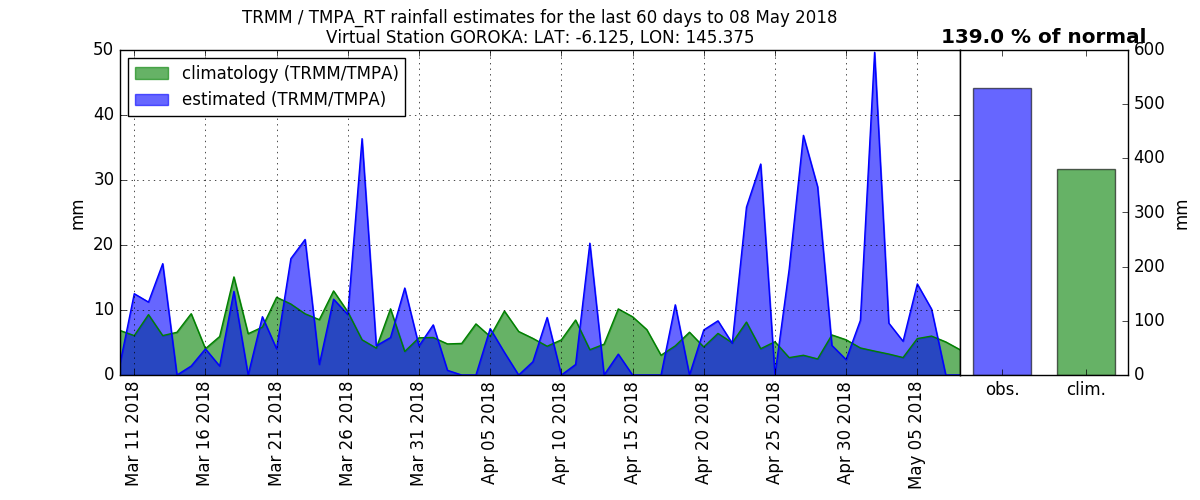 TRMM / TMPA_RT rainfall estimates for the last 60 days to 08 May 2018
Virtual Station GOROKA: LAT: -6.125, LON: 145.375
139.0 % of normal
climatology (TRMM/TMPA)
estimated (TRMM/TMPA)
50
40
30
20
10
0
mm
Mar 11 2018
Mar 16 2018
Mar 21 2018
Mar 26 2018
Mar 31 2018
Apr 05 2018
Apr 10 2018
Apr 15 2018
Apr 20 2018
Apr 25 2018
Apr 30 2018
May 05 2018
obs.
clim.
600
500
400
300
200
100
0
mm